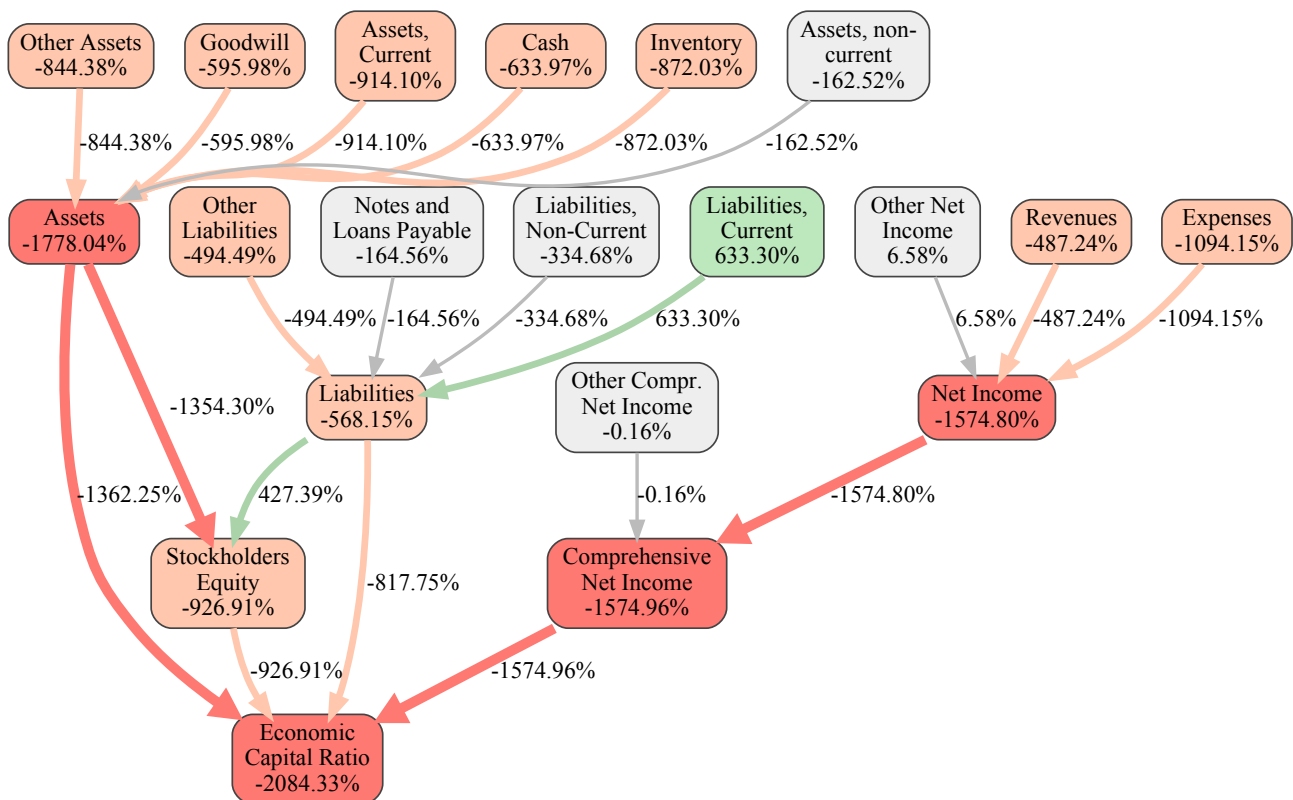 Other Assets
-844.38%
Goodwill
-595.98%
Assets,
Current
-914.10%
Cash
-633.97%
Inventory
-872.03%
Assets, non-
current
-162.52%
-844.38%
-595.98%
-914.10%
-633.97%
-872.03%
-162.52%
Assets
-1778.04%
Other
Liabilities
-494.49%
Notes and
Loans Payable
-164.56%
Liabilities,
Non-Current
-334.68%
Liabilities,
Current
633.30%
Other Net
Income
6.58%
Revenues
-487.24%
Expenses
-1094.15%
-494.49%
-164.56%
-334.68%
633.30%
6.58%
-487.24%
-1094.15%
-1354.30%
Liabilities
-568.15%
Other Compr.
Net Income
-0.16%
Net Income
-1574.80%
-1362.25%
427.39%
-0.16%
-1574.80%
Stockholders
Equity
-926.91%
-817.75%
Comprehensive
Net Income
-1574.96%
-926.91%
-1574.96%
Economic
Capital Ratio
-2084.33%